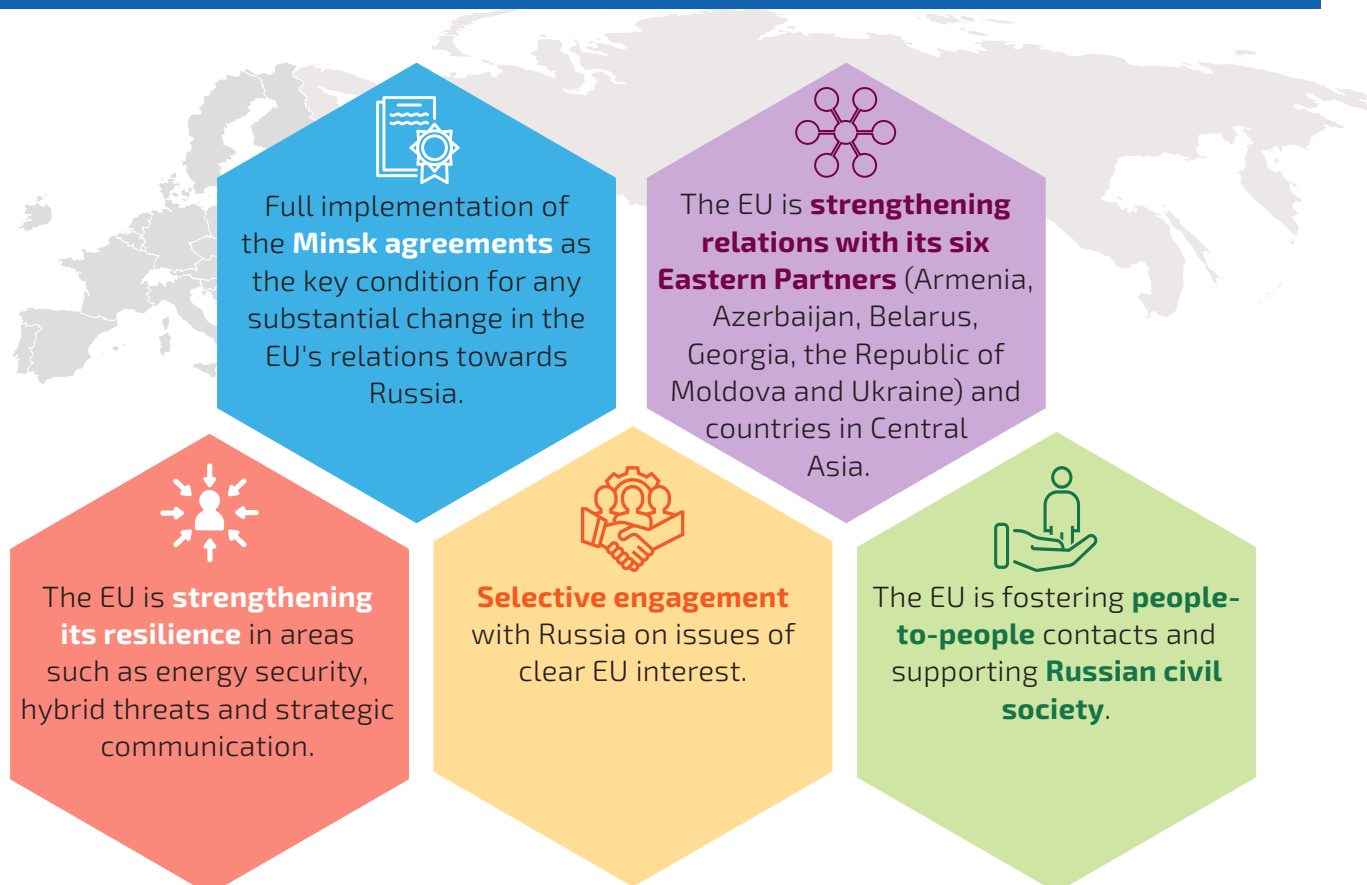 Full implementation of
the Minsk agreements as
the key condition for any
substantial change in the
EU's relations towards
Russia.
The EU is strengthening
relations with its six
Eastern Partners (Armenia,
Azerbaijan, Belarus,
Georgia, the Republic of
Moldova and Ukraine) and
countries in Central
Asia.
The EU is strengthening
its resilience in areas
such as energy security,
hybrid threats and strategic
communication.
Selective engagement
with Russia on issues of
clear EU interest.
The EU is fostering people-
to-people contacts and
supporting Russian civil
society.